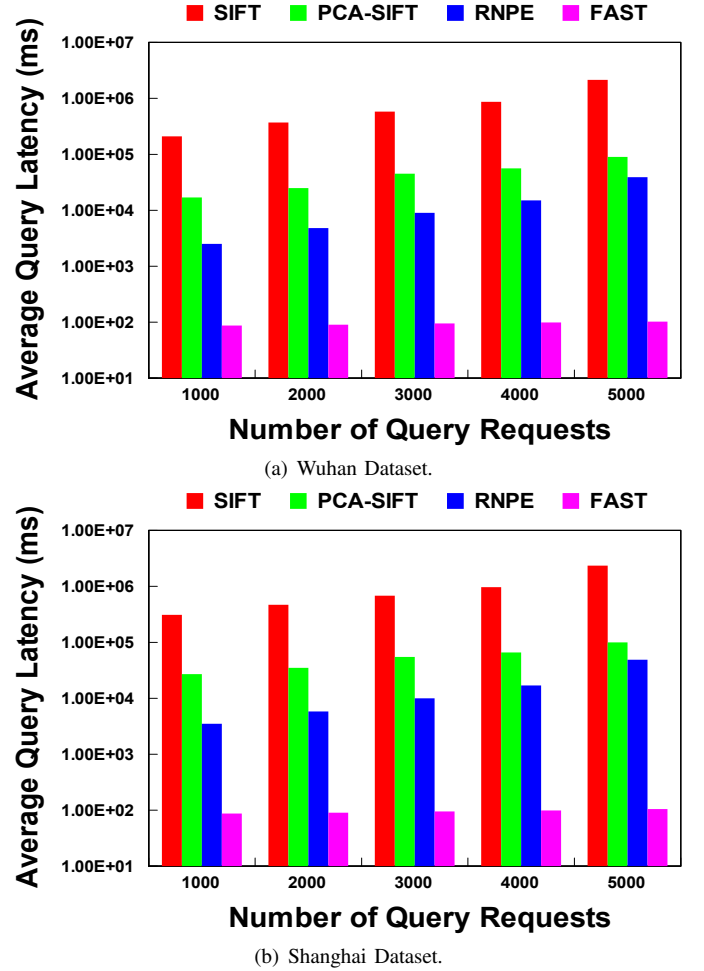 SIFT PCA-SIFT RNPE FAST
Average Query Latency (ms)
1.00E+07
1.00E+06
1.00E+05
1.00E+04
1.00E+03
1.00E+02
1.00E+01
1000 2000 3000 4000 5000
Number of Query Requests
(a) Wuhan Dataset.
SIFT PCA-SIFT RNPE FAST
Average Query Latency (ms)
1.00E+07
1.00E+06
1.00E+05
1.00E+04
1.00E+03
1.00E+02
1.00E+01
1000 2000 3000 4000 5000
Number of Query Requests
(b) Shanghai Dataset.